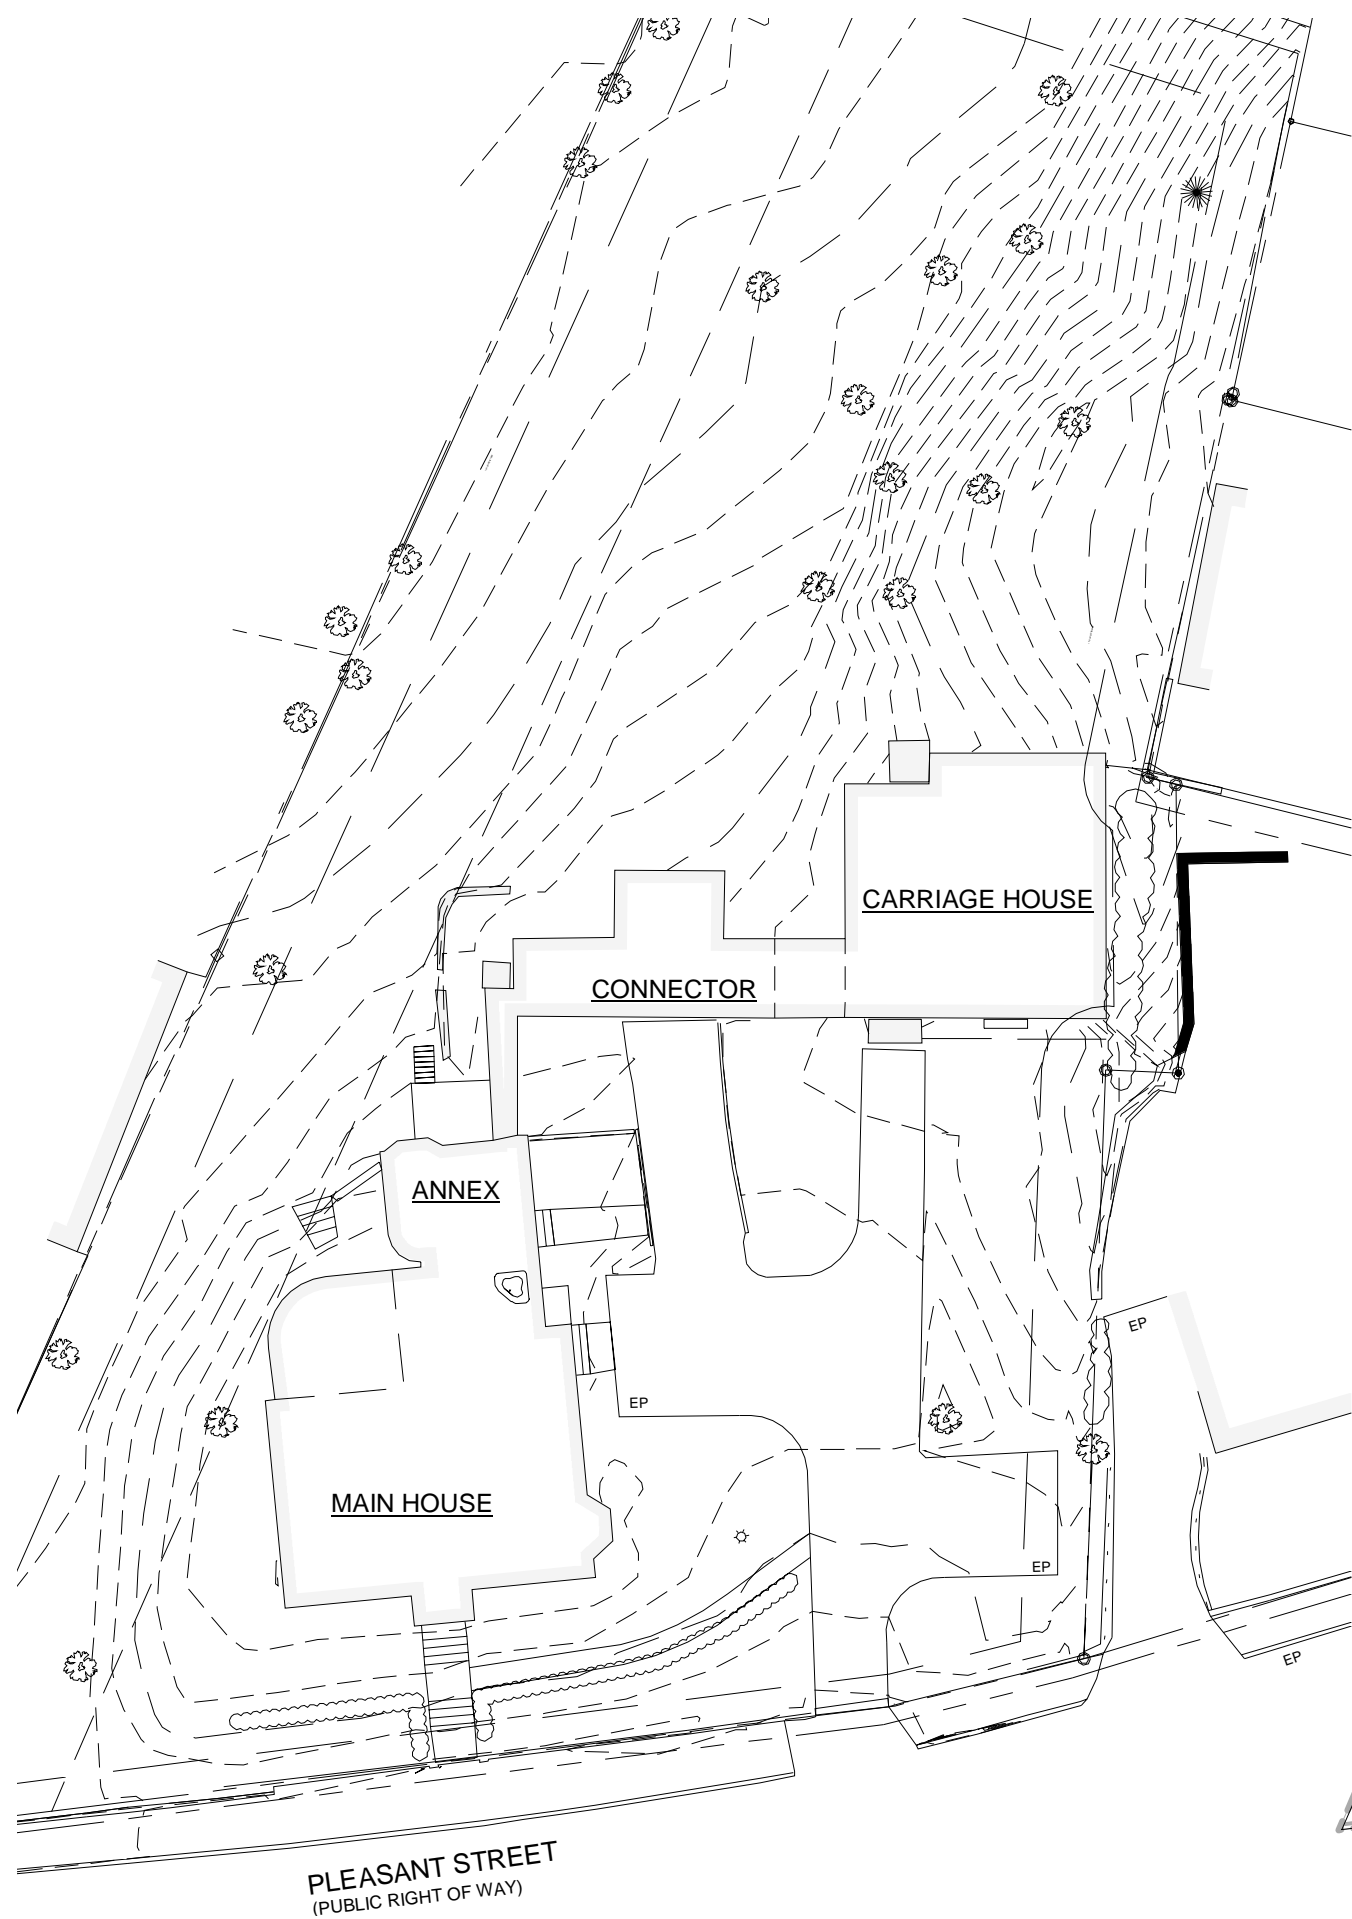 CARRIAGE HOUSE
CONNECTOR
ANNEX
EP
EP
MAIN HOUSE
EP
EP
PLEASANT STREET
(PUBLIC RIGHT OF WAY)